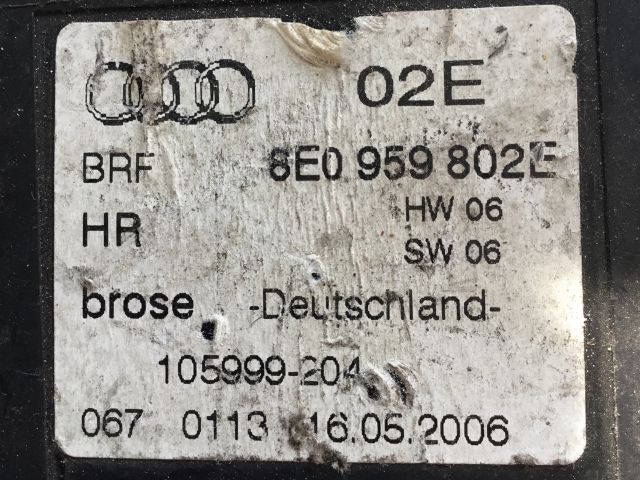 02E
BRF 8E0 959 802E
HR HW 06
SW 06
brose -Deutschland-
105999-204
067 0113 16.05.2006